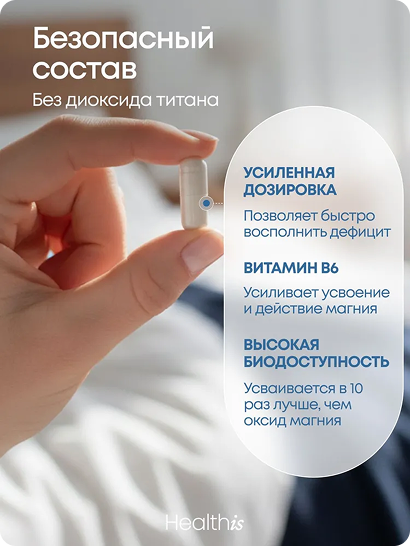 Безопасный
состав
Без диоксида титана
УСИЛЕННАЯ
ДОЗИРОВКА
Позволяет быстро
восполнить дефицит
ВИТАМИН B6
Усиливает усвоение
и действие магния
ВЫСОКАЯ
БИОДОСТУПНОСТЬ
Усваивается в 10
раз лучше, чем
оксид магния
Healthis